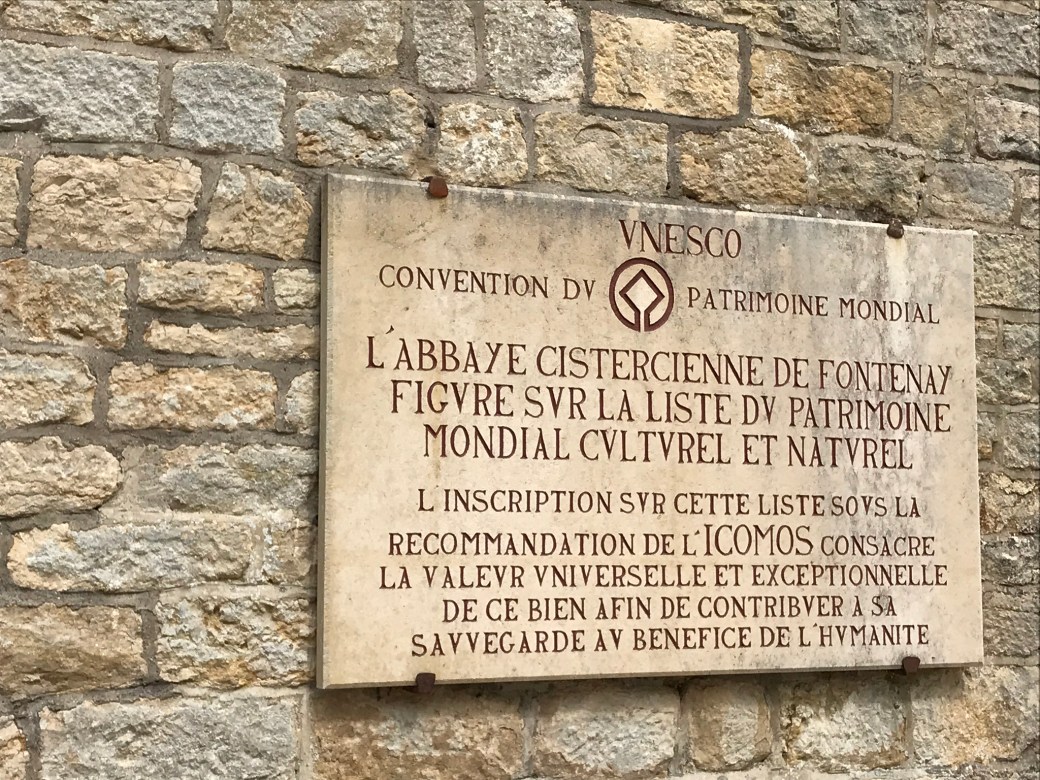 VNESCO
CONVENTION DV PATRIMOINE MONDIAL
L'ABBAYE CISTERCIENNE DE FONTENAY
FIGVRE SVR LA LISTE DV PATRIMOINE
MONDIAL CVLTVREL ET NATVREL
L'INSCRIPTION SVR CETTE LISTE SOVS LA
RECOMMANDATION DE L'ICOMOS CONSACRE
LA VALEVR VNIVERSELLE ET EXCEPTIONNELLE
DE CE BIEN AFIN DE CONTRIBVER A SA
SAVVEGARDE AV BENEFICE DE L'HVMANITE